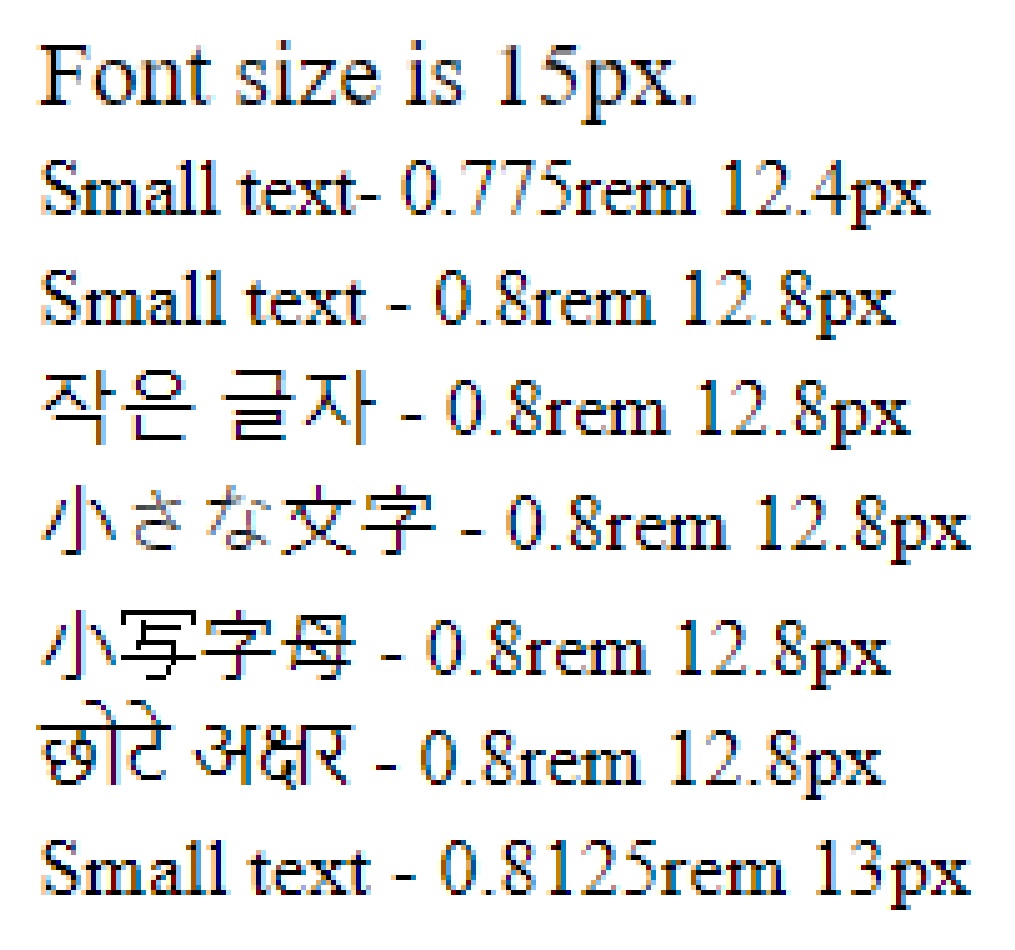 Font size is 15px.
Small text- 0.775rem 12.4px
Small text - 0.8rem 12.8px
작은 글자 - 0.8rem 12.8px
小さな文字 - 0.8rem 12.8px
小写字母 - 0.8rem 12.8px
छोटे अक्षर - 0.8rem 12.8px
Small text - 0.8125rem 13px